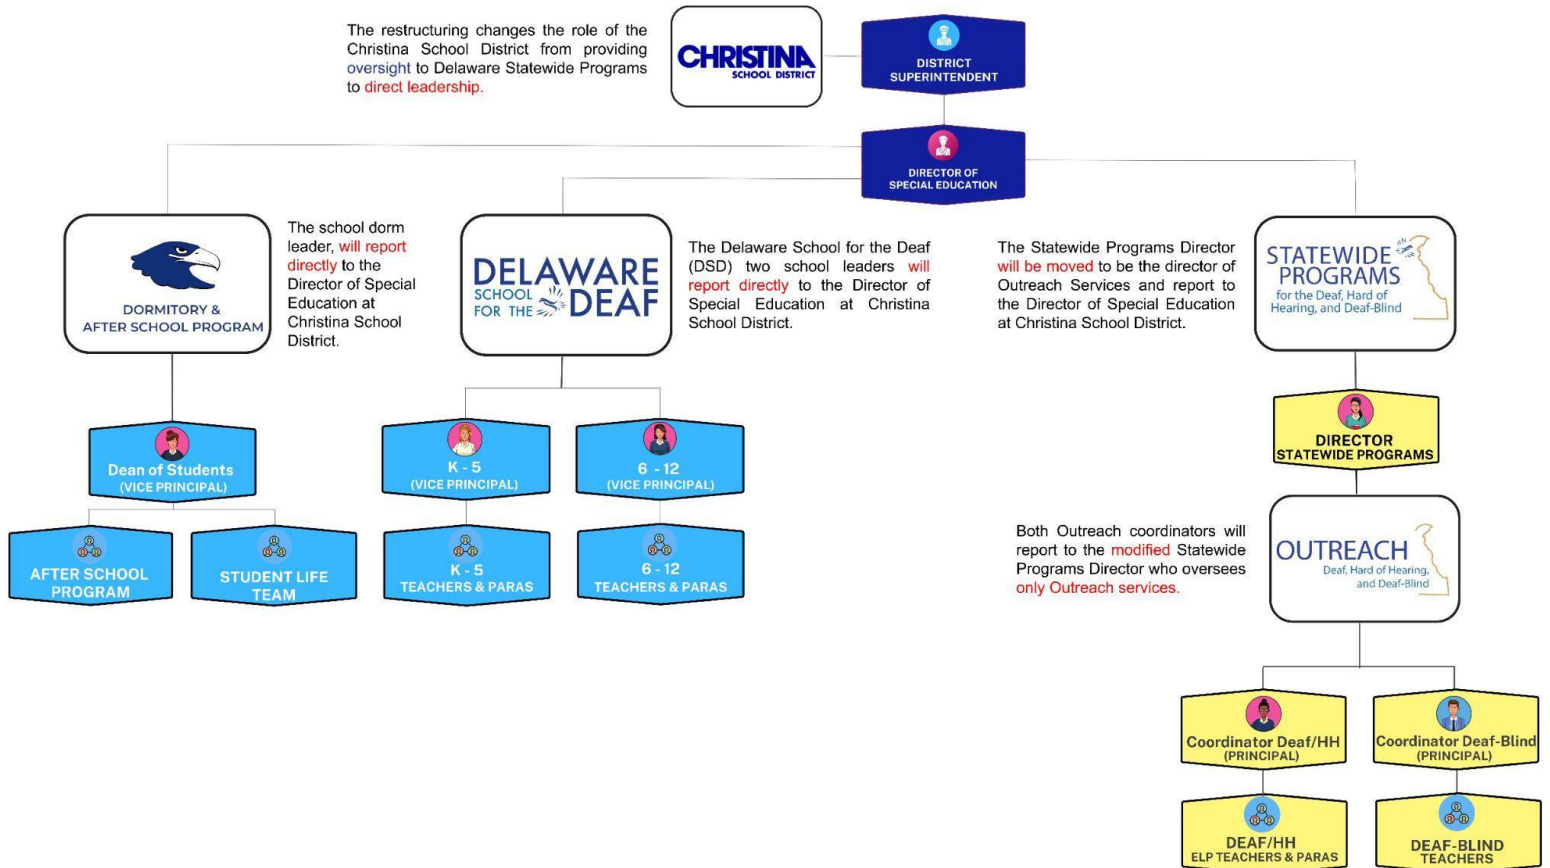 The restructuring changes the role of the
Christina School District from providing
oversight to Delaware Statewide Programs
to direct leadership.
CHRISTINA
SCHOOL DISTRICT
DISTRICT
SUPERINTENDENT
DIRECTOR OF
SPECIAL EDUCATION
DORMITORY &
AFTER SCHOOL PROGRAM
The school dorm
leader, will report
directly to the
Director of Special
Education at
Christina School
District.
DELAWARE
SCHOOL
FOR THE DEAF
The Delaware School for the Deaf
(DSD) two school leaders will
report directly to the Director of
Special Education at Christina
School District.
The Statewide Programs Director
will be moved to be the director of
Outreach Services and report to
the Director of Special Education
at Christina School District.
STATEWIDE
PROGRAMS
for the Deaf, Hard of
Hearing, and Deaf-Blind
Dean of Students
(VICE PRINCIPAL)
K - 5
(VICE PRINCIPAL)
6 - 12
(VICE PRINCIPAL)
DIRECTOR
STATEWIDE PROGRAMS
AFTER SCHOOL
PROGRAM
STUDENT LIFE
TEAM
K - 5
TEACHERS & PARAS
6 - 12
TEACHERS & PARAS
Both Outreach coordinators will
report to the modified Statewide
Programs Director who oversees
only Outreach services.
OUTREACH
Deaf, Hard of Hearing,
and Deaf-Blind
Coordinator Deaf/HH
(PRINCIPAL)
Coordinator Deaf-Blind
(PRINCIPAL)
DEAF/HH
ELP TEACHERS & PARAS
DEAF-BLIND
TEACHERS